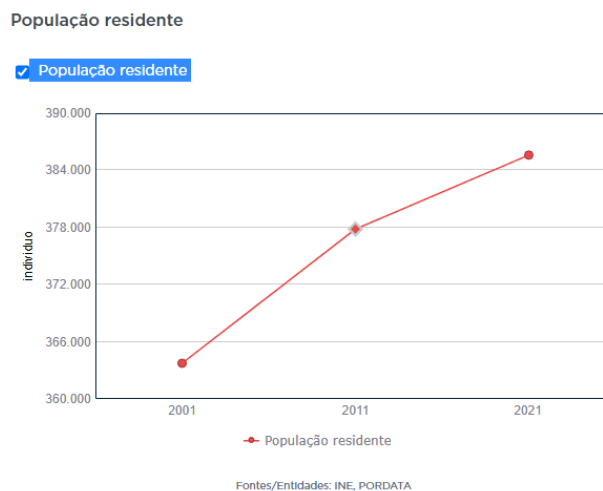 População residente
População residente
390.000
384.000
378.000
372.000
366.000
360.000
indivíduo
2001 2011 2021
População residente
Fontes/Entidades: INE, PORDATA